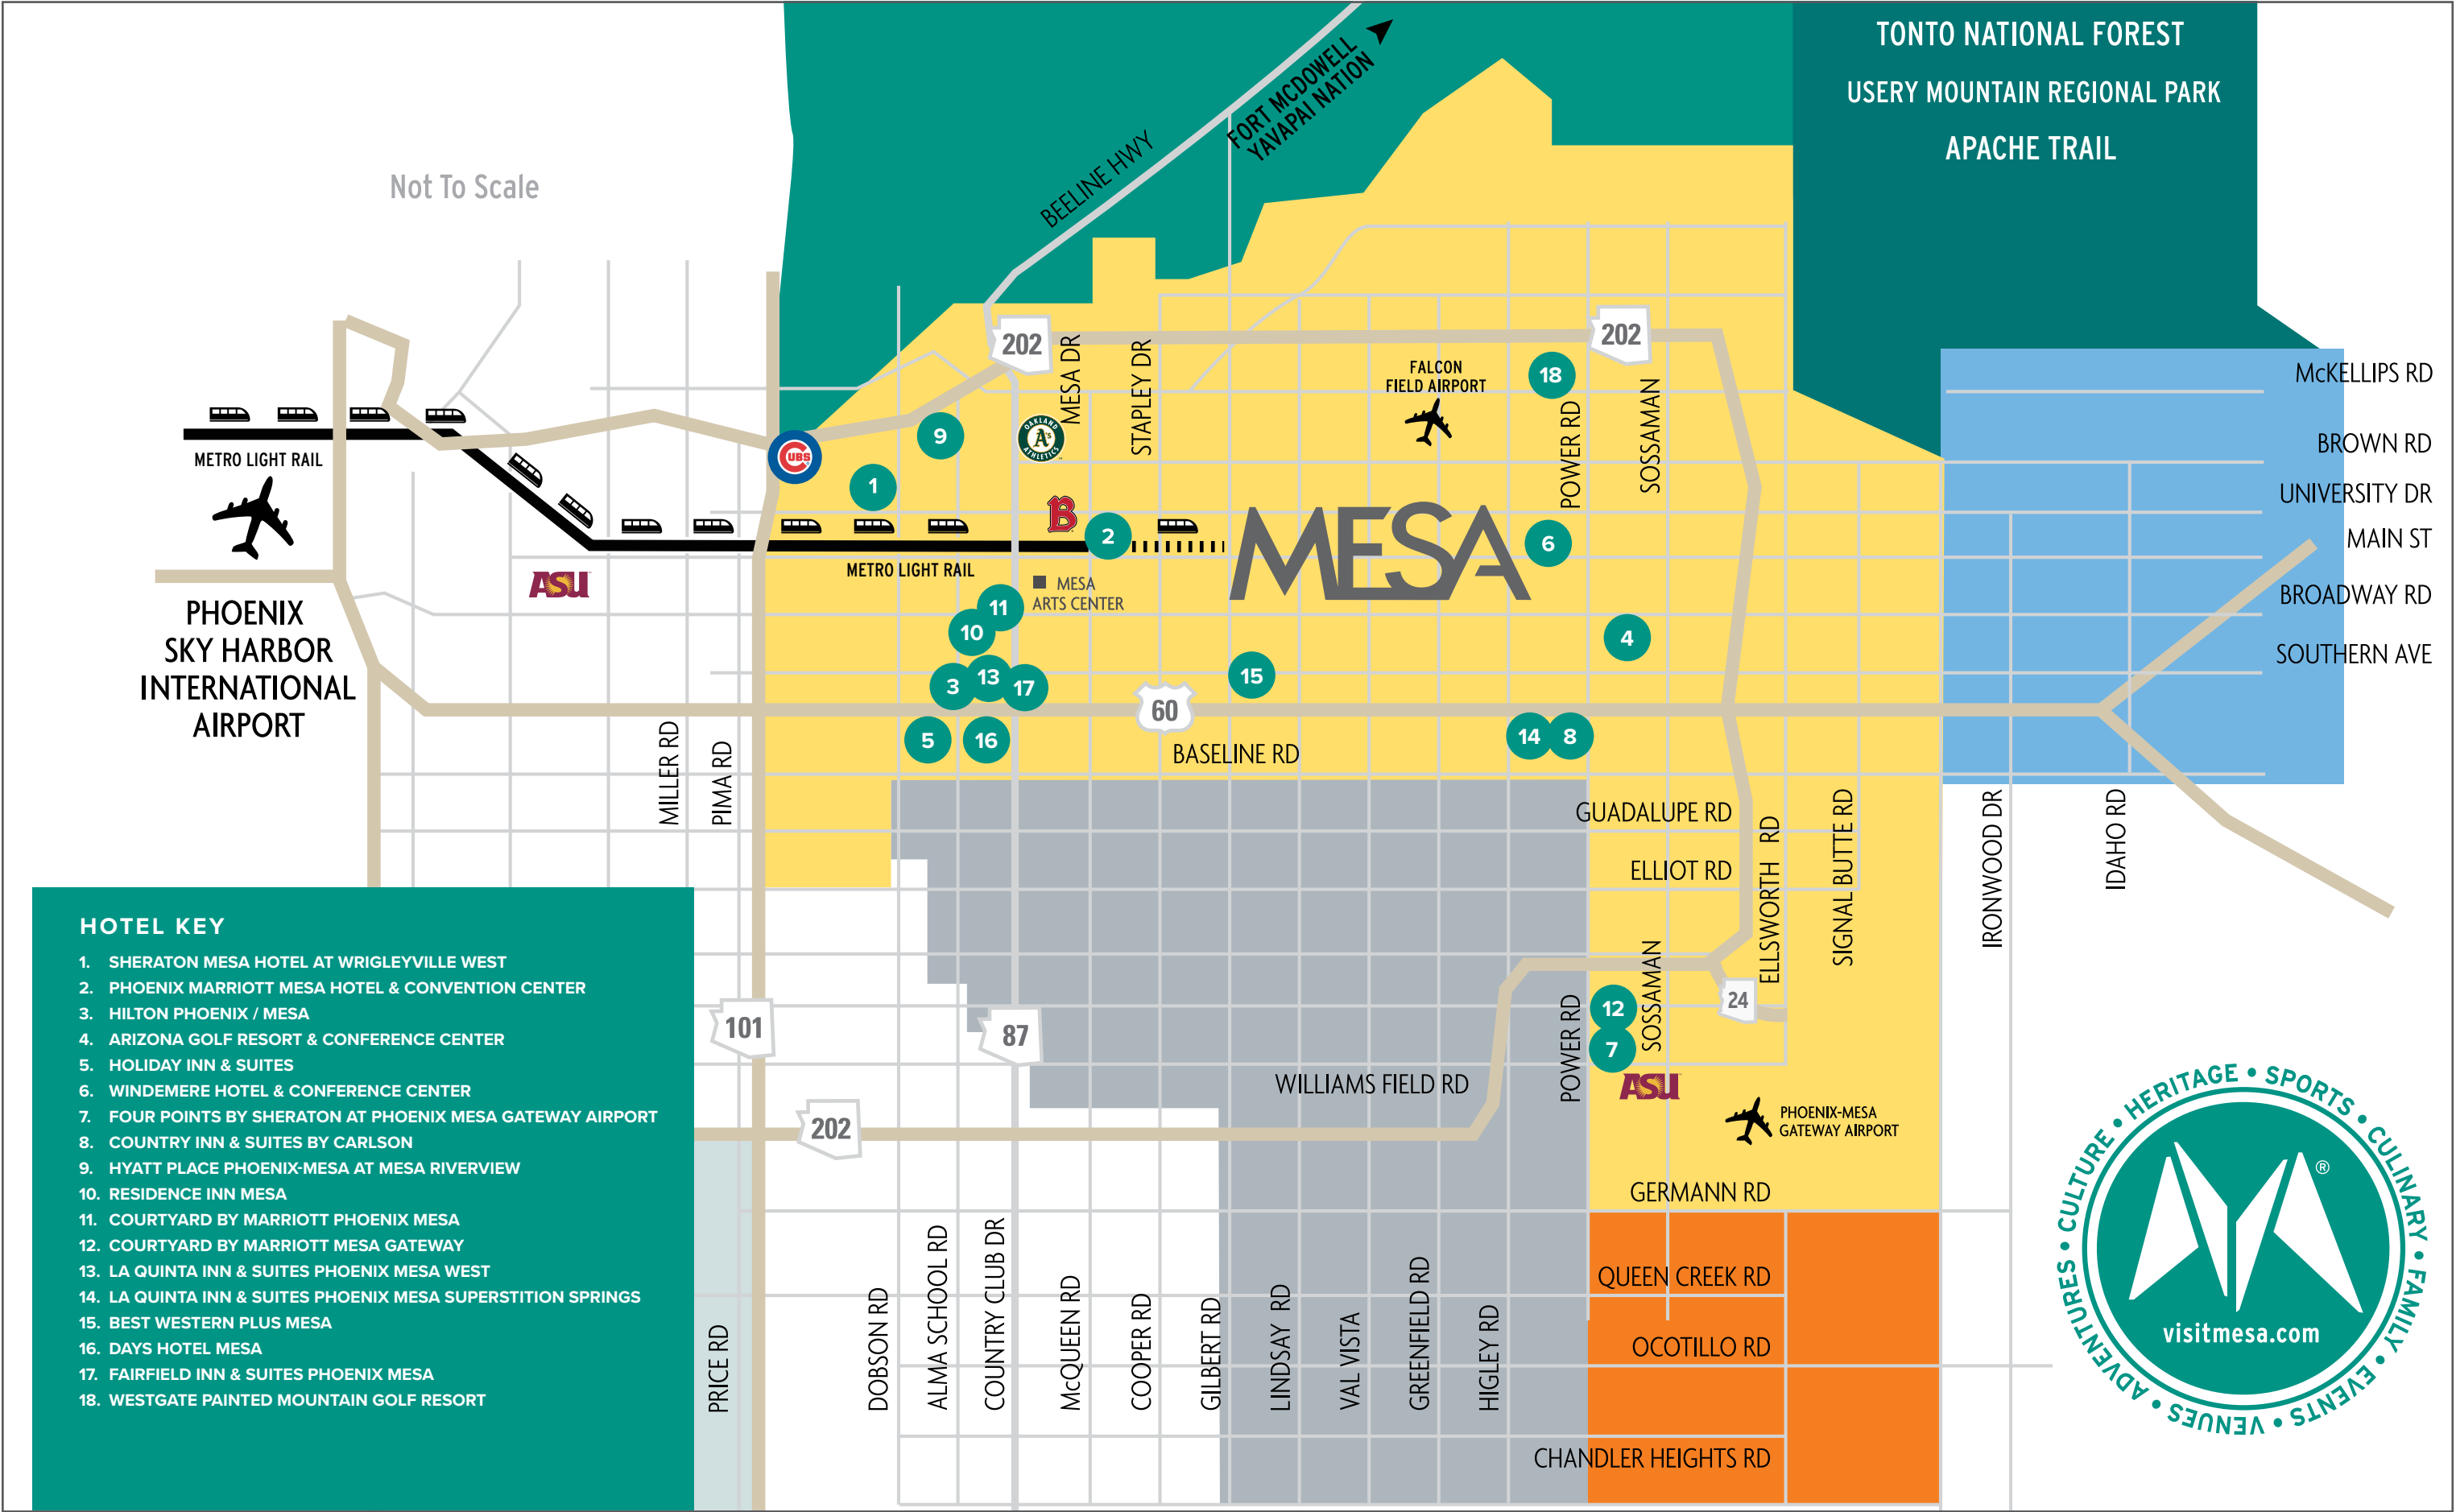 TONTO NATIONAL FOREST
USERY MOUNTAIN REGIONAL PARK
APACHE TRAIL
FORT MCDOWELL
YAVAPAI NATION
BEELINE HWY
Not To Scale
202
202
MESA DR
STAPLEY DR
FALCON
FIELD AIRPORT
18
POWER RD
SOSSAMAN
McKELLIPS RD
BROWN RD
UNIVERSITY DR
MAIN ST
BROADWAY RD
SOUTHERN AVE
METRO LIGHT RAIL
CUBS
9
OAKLAND
A's
ATHLETICS
1
B
2
MESA
6
METRO LIGHT RAIL
ASU
MESA
ARTS CENTER
PHOENIX
SKY HARBOR
INTERNATIONAL
AIRPORT
11
10
4
3
13
17
15
60
5
16
14
8
BASELINE RD
MILLER RD
PIMA RD
GUADALUPE RD
ELLIOT RD
ELLSWORTH RD
SIGNAL BUTTE RD
IRONWOOD DR
IDAHO RD
HOTEL KEY
1. SHERATON MESA HOTEL AT WRIGLEYVILLE WEST
2. PHOENIX MARRIOTT MESA HOTEL & CONVENTION CENTER
3. HILTON PHOENIX / MESA
4. ARIZONA GOLF RESORT & CONFERENCE CENTER
5. HOLIDAY INN & SUITES
6. WINDEMERE HOTEL & CONFERENCE CENTER
7. FOUR POINTS BY SHERATON AT PHOENIX MESA GATEWAY AIRPORT
8. COUNTRY INN & SUITES BY CARLSON
9. HYATT PLACE PHOENIX-MESA AT MESA RIVERVIEW
10. RESIDENCE INN MESA
11. COURTYARD BY MARRIOTT PHOENIX MESA
12. COURTYARD BY MARRIOTT MESA GATEWAY
13. LA QUINTA INN & SUITES PHOENIX MESA WEST
14. LA QUINTA INN & SUITES PHOENIX MESA SUPERSTITION SPRINGS
15. BEST WESTERN PLUS MESA
16. DAYS HOTEL MESA
17. FAIRFIELD INN & SUITES PHOENIX MESA
18. WESTGATE PAINTED MOUNTAIN GOLF RESORT
101
87
202
24
12
7
SOSSAMAN
POWER RD
ASU
WILLIAMS FIELD RD
PHOENIX-MESA
GATEWAY AIRPORT
GERMANN RD
QUEEN CREEK RD
OCOTILLO RD
CHANDLER HEIGHTS RD
PRICE RD
DOBSON RD
ALMA SCHOOL RD
COUNTRY CLUB DR
McQUEEN RD
COOPER RD
GILBERT RD
LINDSAY RD
VAL VISTA
GREENFIELD RD
HIGLEY RD
CULTURE • HERITAGE • SPORTS • CULINARY • FAMILY • EVENTS • VENUES • ADVENTURES •
®
visitmesa.com